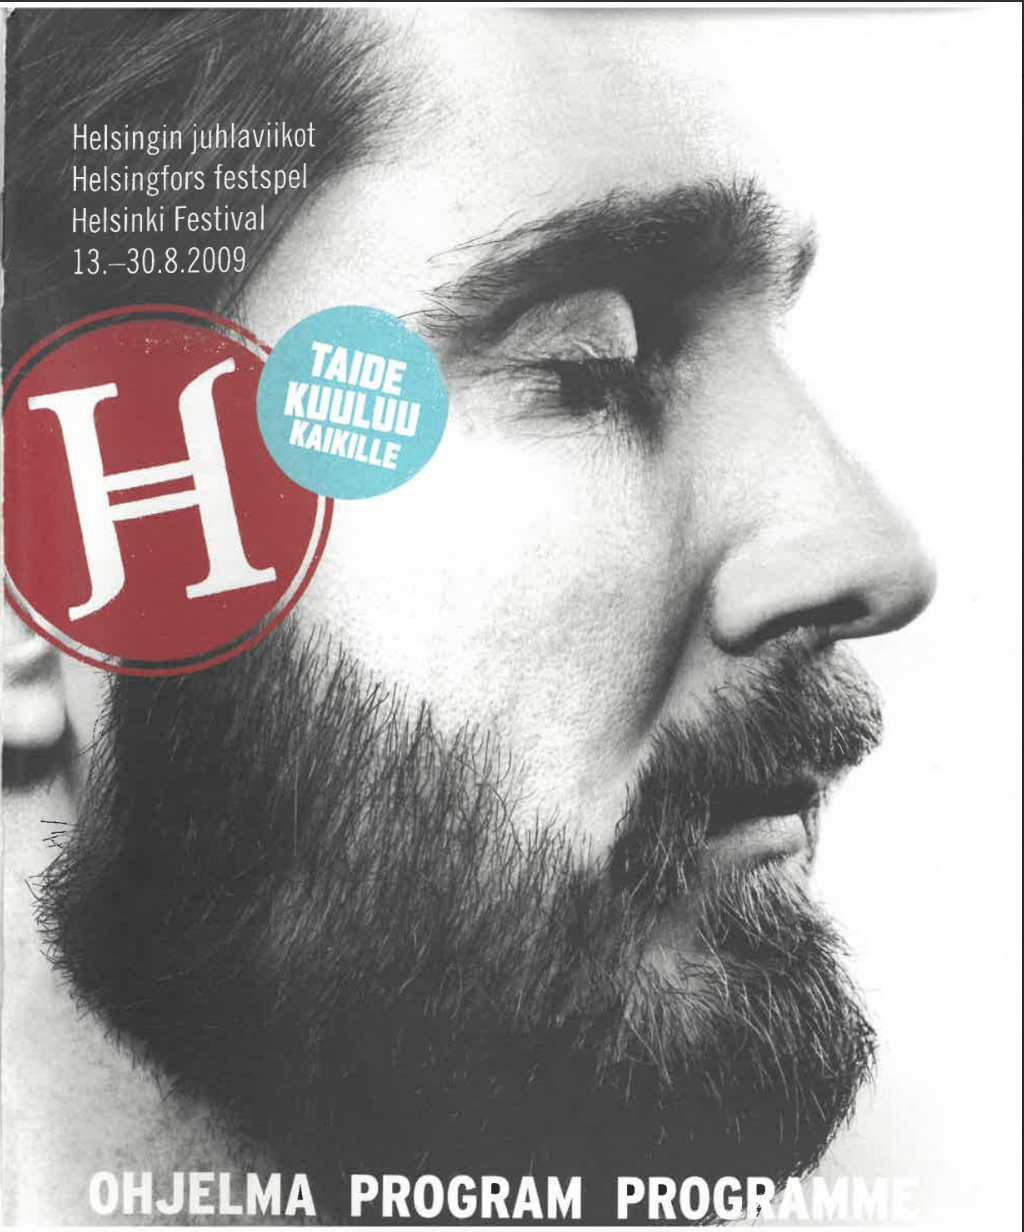 Helsingin juhlaviikot
Helsingfors festspel
Helsinki Festival
13.–30.8.2009
H
TAIDE
KUULUU
KAIKILLE
OHJELMA PROGRAM PROGRAMME